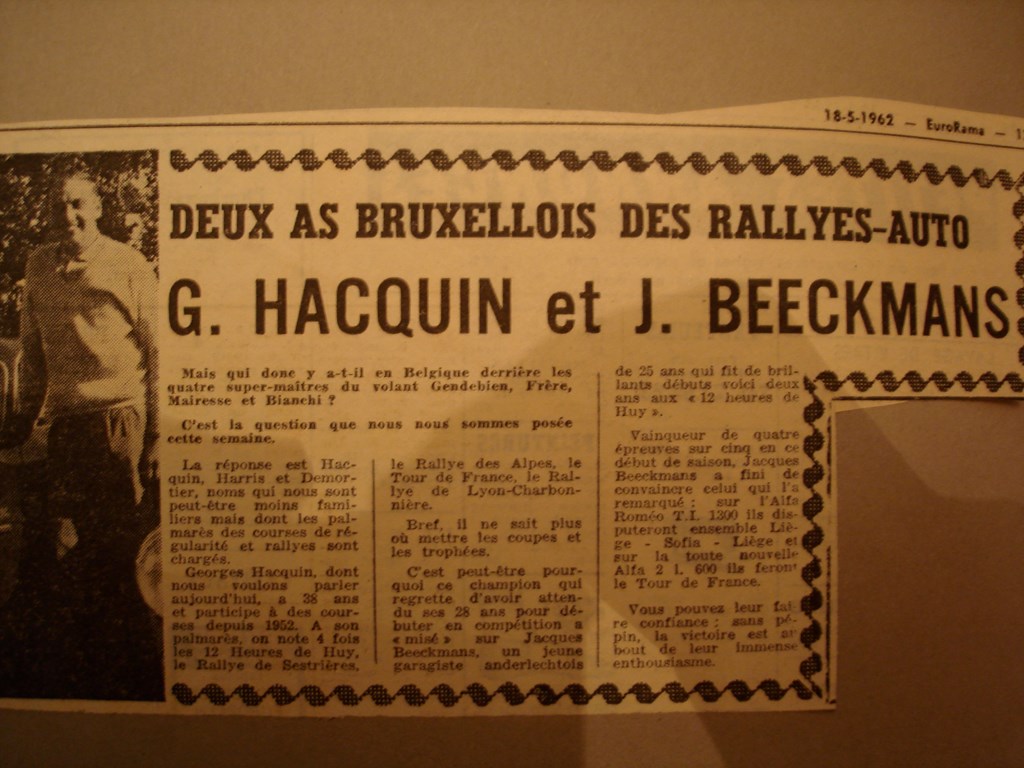 18-5-1962 — EuroRama — 1
DEUX AS BRUXELLOIS DES RALLYES-AUTO
G. HACQUIN et J. BEECKMANS
Mais qui donc y a-t-il en Belgique derrière les
quatre super-maîtres du volant Gendebien, Frère,
Mairesse et Bianchi ?
C'est la question que nous nous sommes posée
cette semaine.
La réponse est Hac-
quin, Harris et Demor-
tier, noms qui nous sont
peut-être moins fami-
liers mais dont les pal-
marès des courses de ré-
gularité et rallyes sont
chargés.
Georges Hacquin, dont
nous voulons parler
aujourd'hui, a 38 ans
et participe à des cour-
ses depuis 1952. A son
palmarès, on note 4 fois
les 12 Heures de Huy,
le Rallye de Sestrières,
le Rallye des Alpes, le
Tour de France, le Ral-
lye de Lyon-Charbon-
nière.
Bref, il ne sait plus
où mettre les coupes et
les trophées.
C'est peut-être pour-
quoi ce champion qui
regrette d'avoir atten-
du ses 28 ans pour dé-
buter en compétition a
« misé » sur Jacques
Beeckmans, un jeune
garagiste anderlechtois
de 25 ans qui fit de bril-
lants débuts voici deux
ans aux « 12 heures de
Huy ».
Vainqueur de quatre
épreuves sur cinq en ce
début de saison, Jacques
Beeckmans a fini de
convaincre celui qui l'a
remarqué : sur l'Alfa
Roméo T.I. 1300 ils dis-
puteront ensemble Liè-
ge - Sofia - Liège et
sur la toute nouvelle
Alfa 2 l. 600 ils feront
le Tour de France.
Vous pouvez leur fai-
re confiance : sans pé-
pin, la victoire est au
bout de leur immense
enthousiasme.